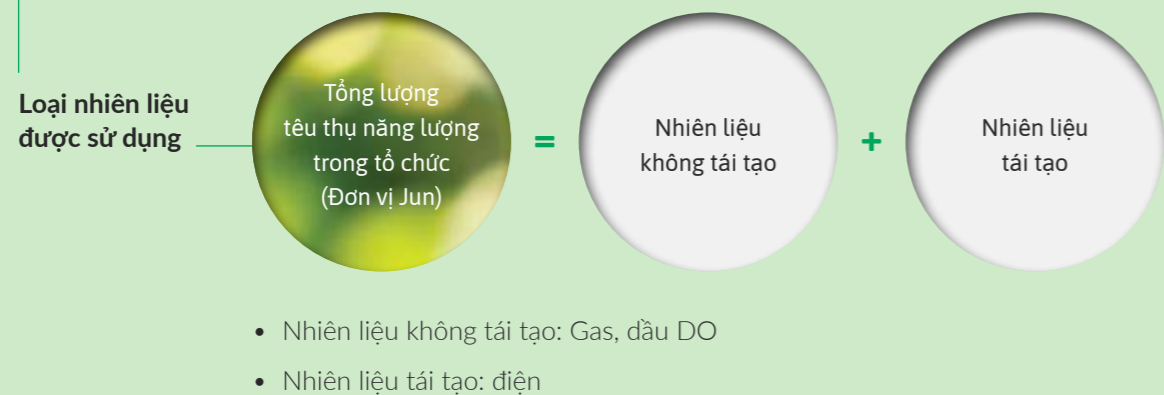 Loại nhiên liệu
được sử dụng
Tổng lượng
têu thụ năng lượng
trong tổ chức
(Đơn vị Jun)
=
Nhiên liệu
không tái tạo
+
Nhiên liệu
tái tạo
• Nhiên liệu không tái tạo: Gas, dầu DO
• Nhiên liệu tái tạo: điện